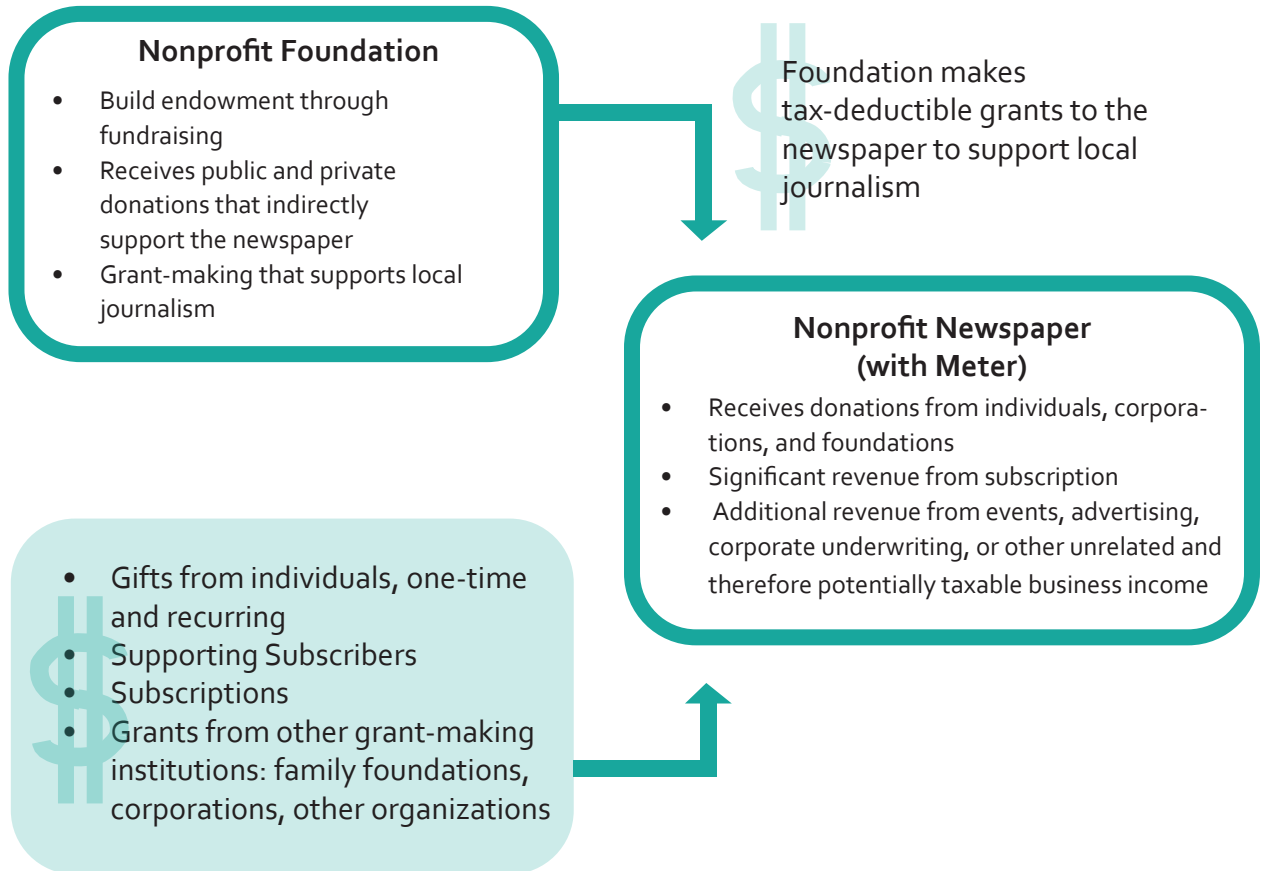 Nonprofit Foundation
• Build endowment through
fundraising
• Receives public and private
donations that indirectly
support the newspaper
• Grant-making that supports local
journalism
$
Foundation makes
tax-deductible grants to the
newspaper to support local
journalism
Nonprofit Newspaper
(with Meter)
• Receives donations from individuals, corpora-
tions, and foundations
• Significant revenue from subscription
• Additional revenue from events, advertising,
corporate underwriting, or other unrelated and
therefore potentially taxable business income
$
• Gifts from individuals, one-time
and recurring
• Supporting Subscribers
• Subscriptions
• Grants from other grant-making
institutions: family foundations,
corporations, other organizations